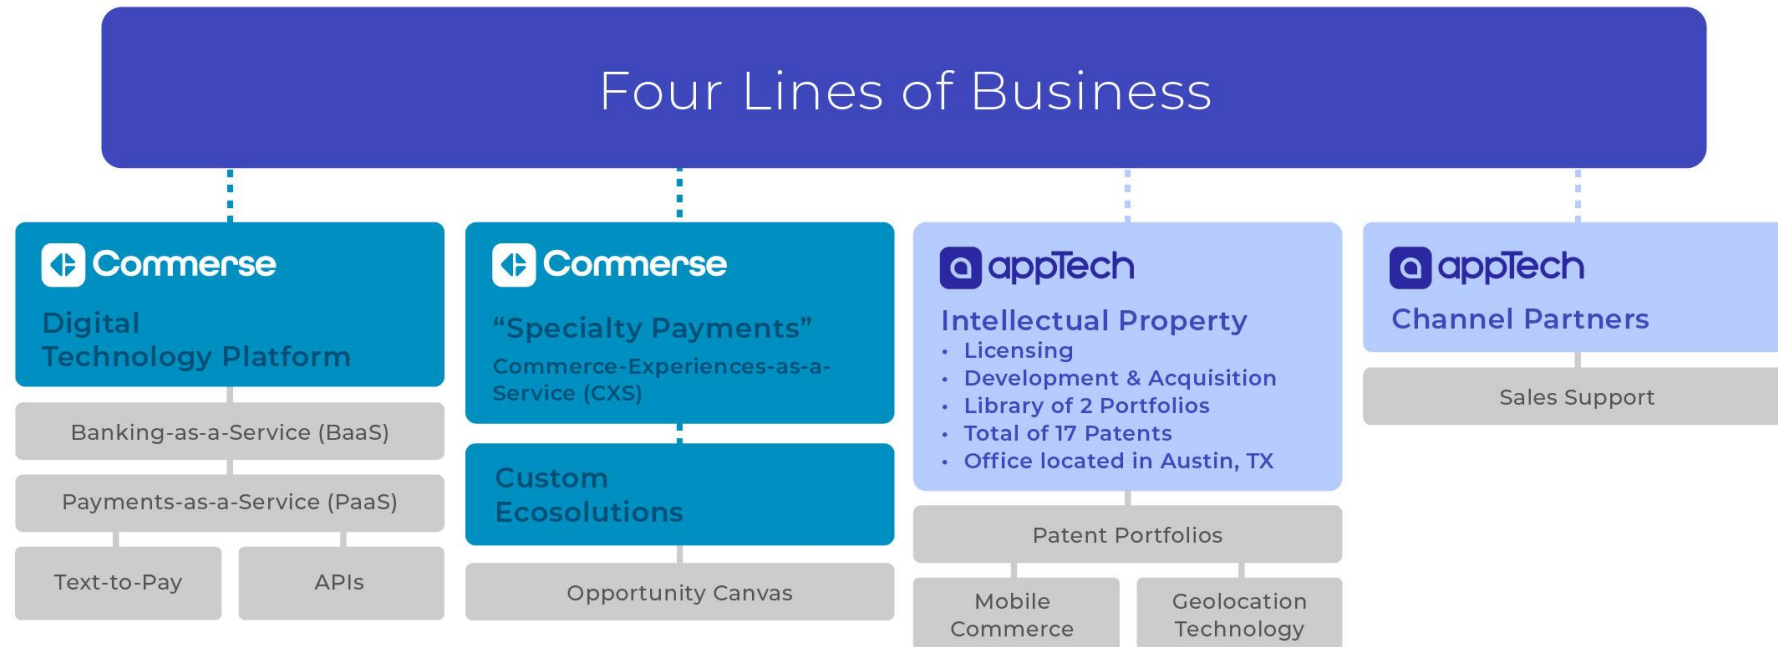 Four Lines of Business
Commerse
Digital
Technology Platform
Banking-as-a-Service (BaaS)
Payments-as-a-Service (PaaS)
Text-to-Pay
APIs
Commerse
“Specialty Payments”
Commerce-Experiences-as-a-
Service (CXS)
Custom
Ecosolutions
Opportunity Canvas
appTech
Intellectual Property
• Licensing
• Development & Acquisition
• Library of 2 Portfolios
• Total of 17 Patents
• Office located in Austin, TX
Patent Portfolios
Mobile
Commerce
Geolocation
Technology
appTech
Channel Partners
Sales Support